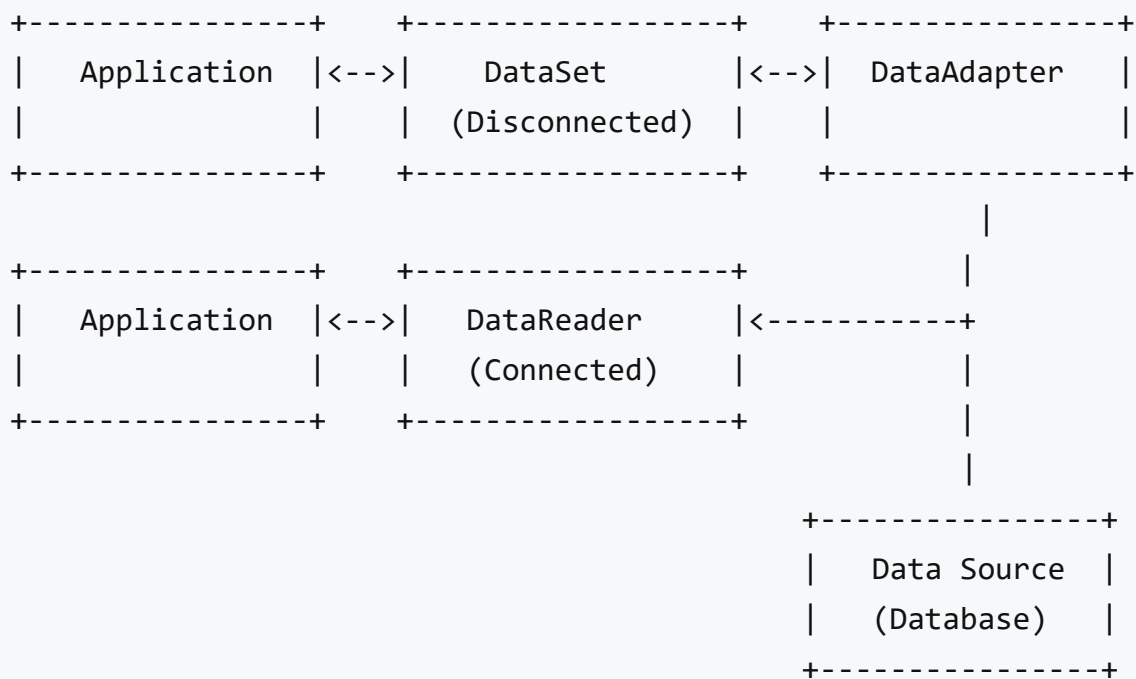 Application DataSet DataAdapter
(Disconnected)
Application DataReader
(Connected)
Data Source
(Database)